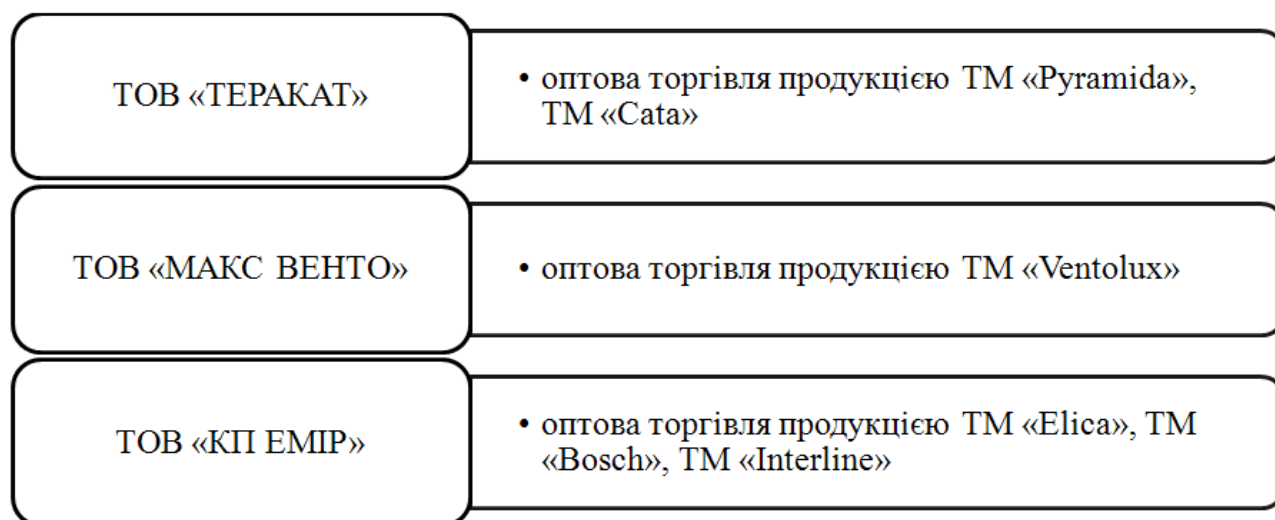 ТОВ «ТЕРАКАТ»
• оптова торгівля продукцією ТМ «Pyramida»,
ТМ «Cata»
ТОВ «МАКС ВЕНТО»
• оптова торгівля продукцією ТМ «Ventolux»
ТОВ «КП ЕМІР»
• оптова торгівля продукцією ТМ «Elica», ТМ
«Bosch», ТМ «Interline»